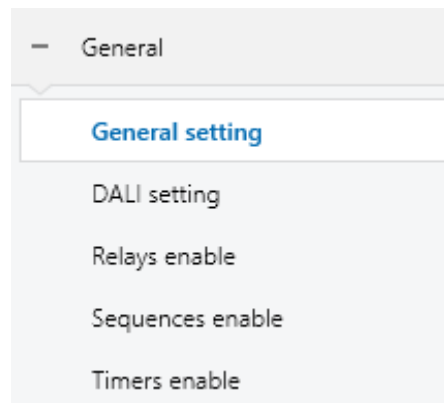 General
General setting
DALI setting
Relays enable
Sequences enable
Timers enable